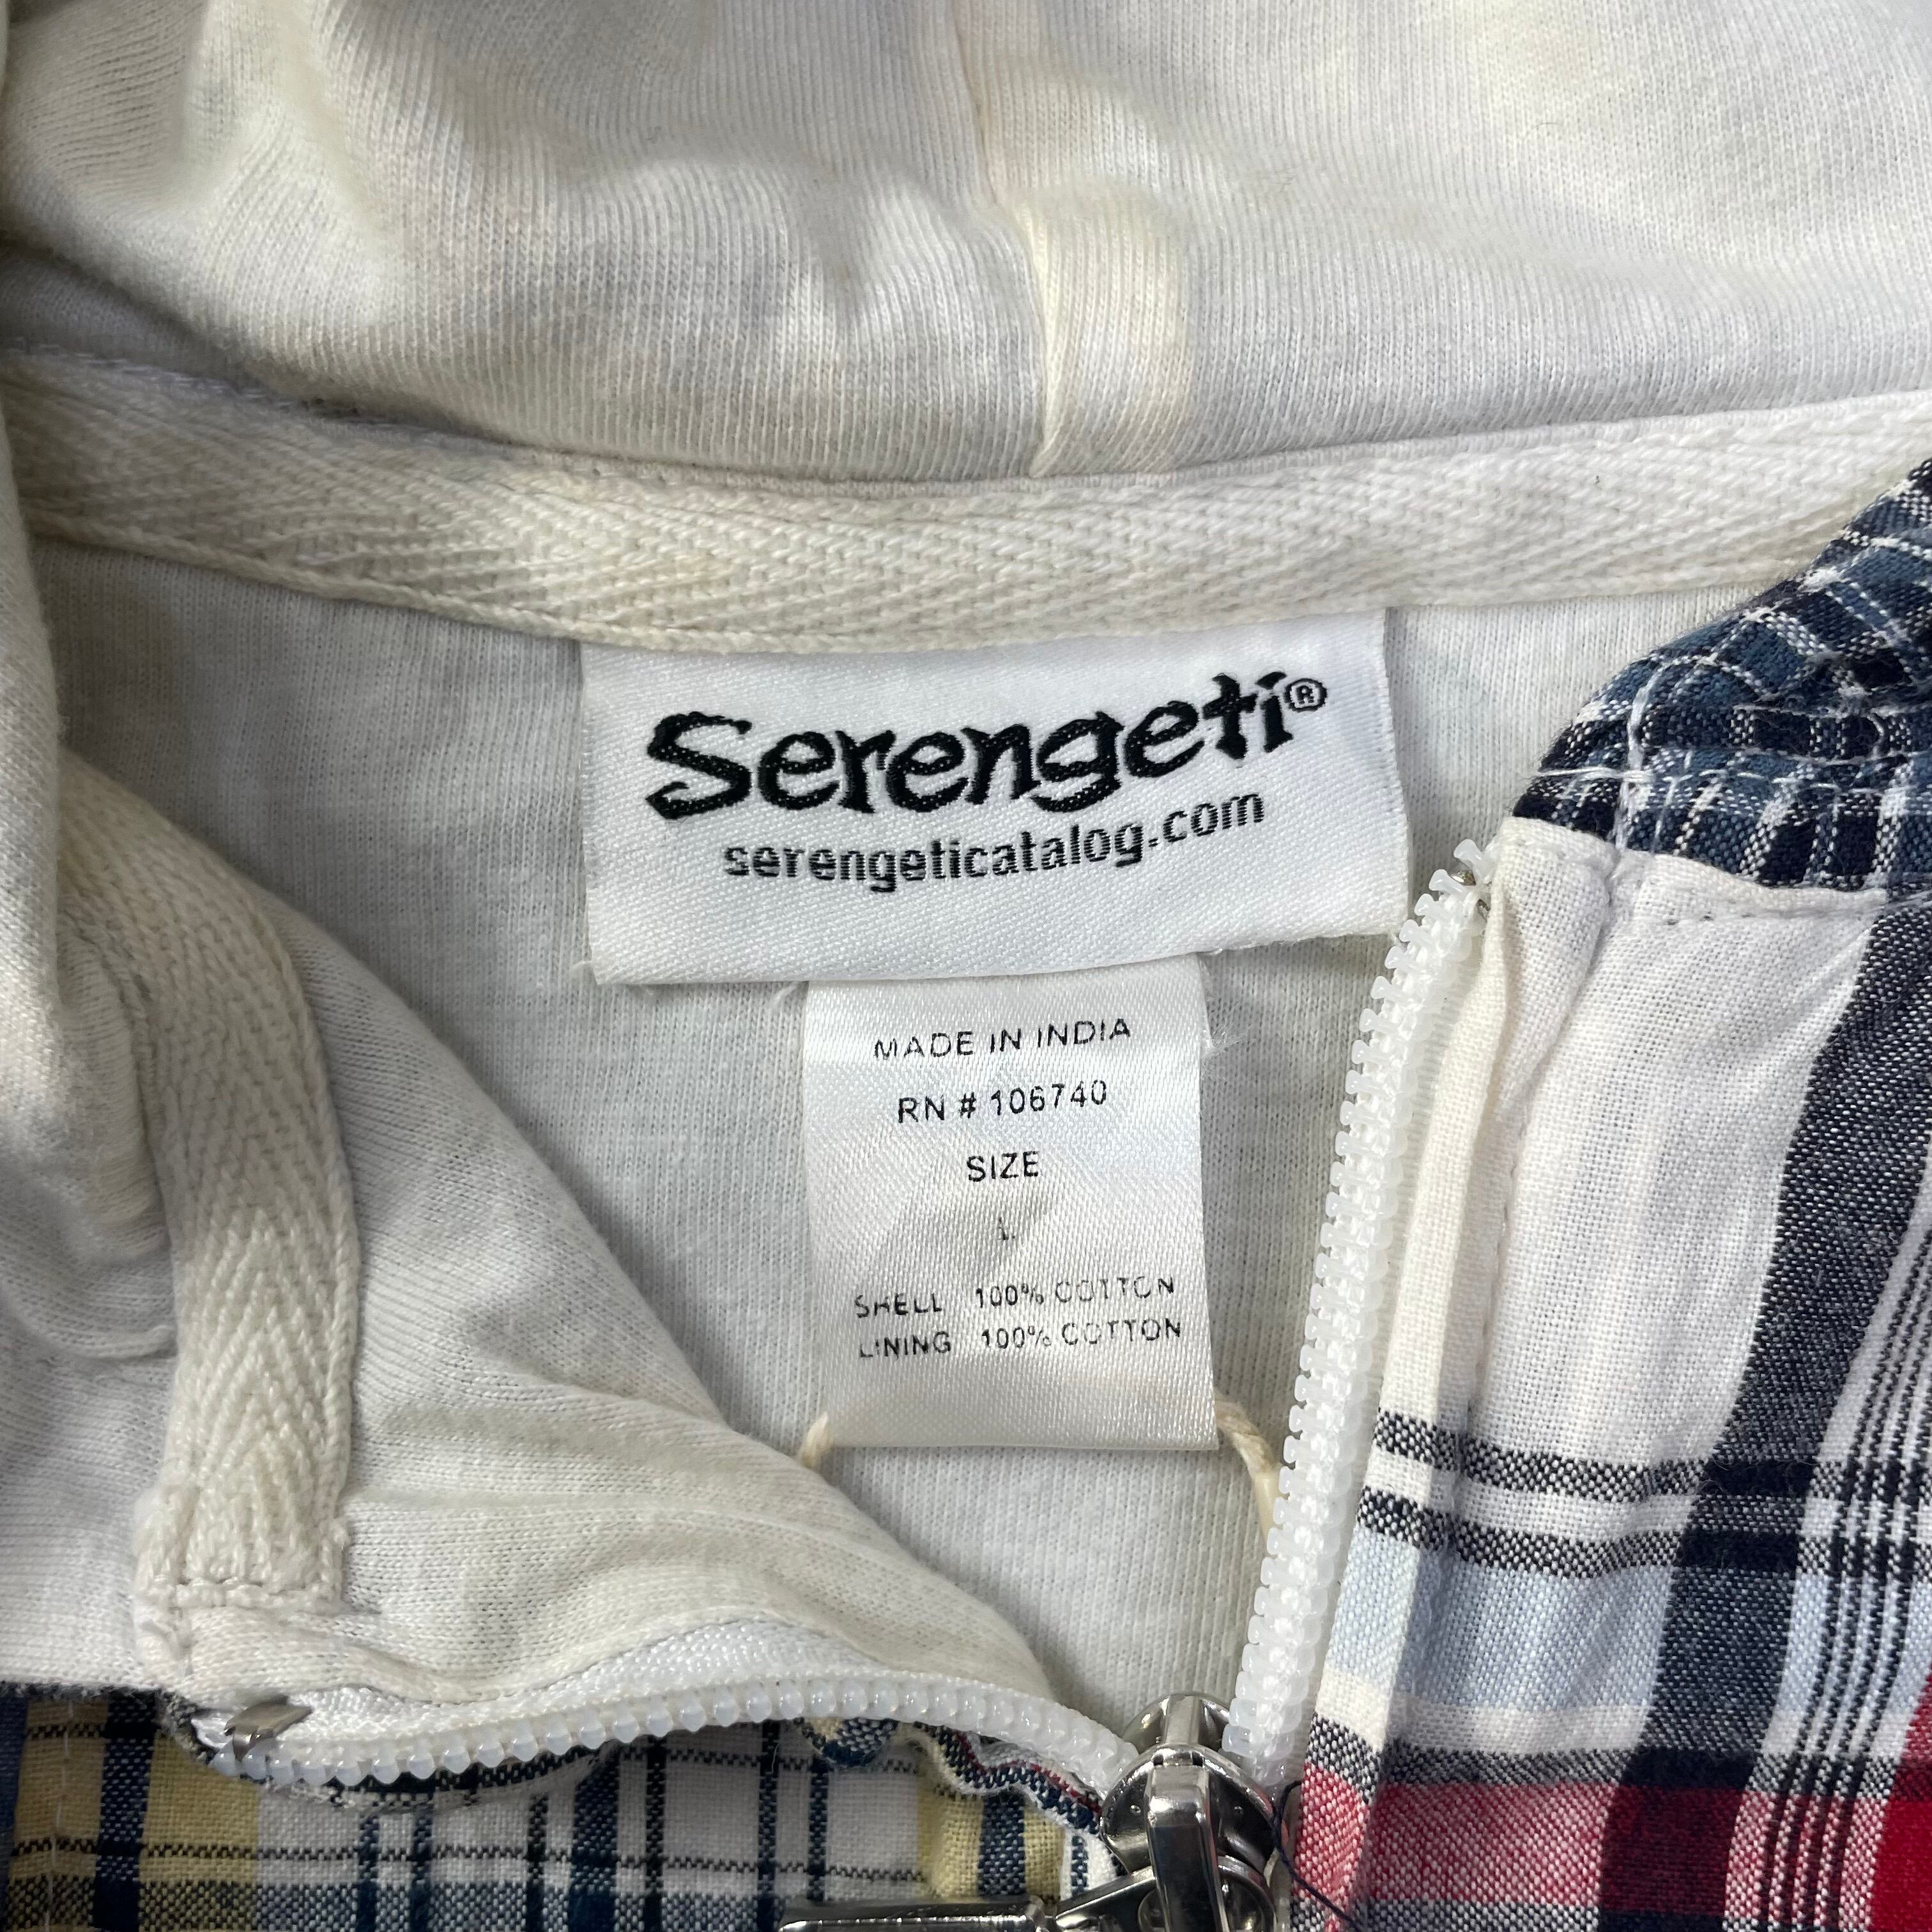 Serengeti®
serengeticatalog.com
MADE IN INDIA
RN # 106740
SIZE
L
SHELL 100% COTTON
LINING 100% COTTON